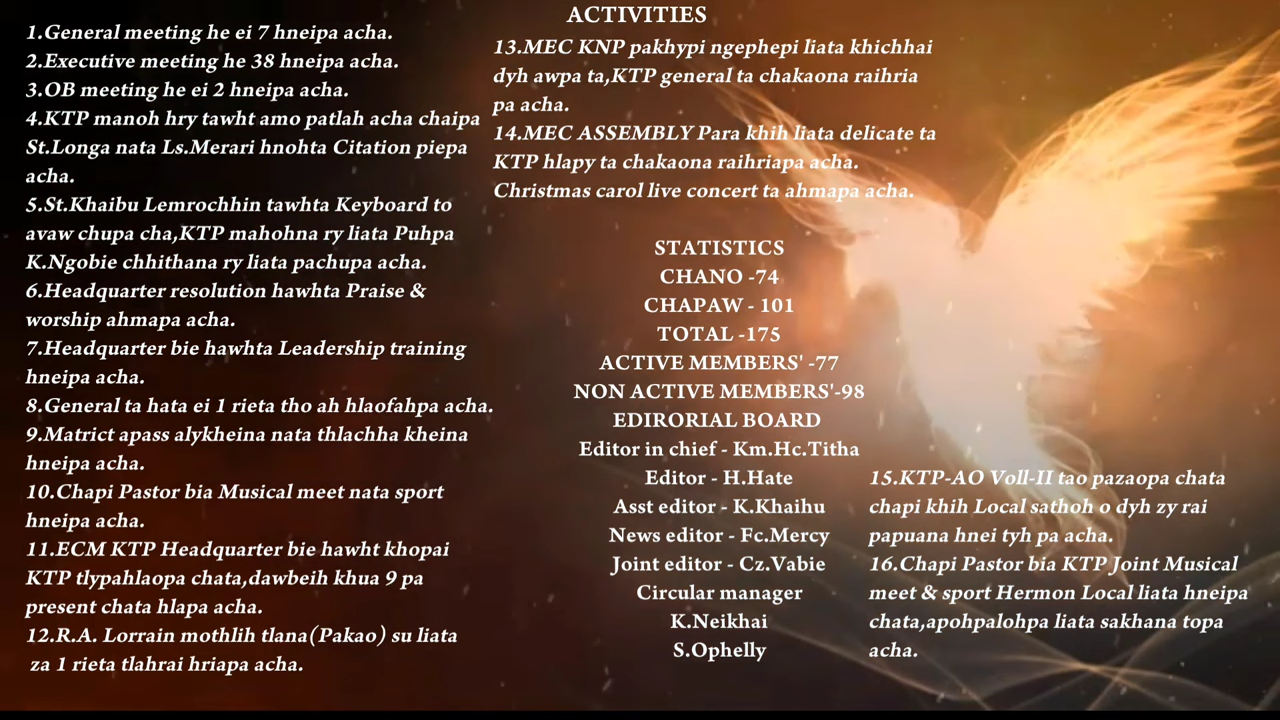 ACTIVITIES
1.General meeting he ei 7 hneipa acha.
2.Executive meeting he 38 hneipa acha.
3.OB meeting he ei 2 hneipa acha.
4.KTP manoh hry tawht amo patlah acha chaipa
St.Longa nata Ls.Merari hnohta Citation piepa
acha.
5.St.Khaibu Lemrochhin tawhta Keyboard to
avaw chupa cha,KTP mahohna ry liata Puhpa
K.Ngobie chhithana ry liata pachupa acha.
6.Headquarter resolution hawhta Praise &
worship ahmapa acha.
7.Headquarter bie hawhta Leadership training
hneipa acha.
8.General ta hata ei 1 rieta tho ah hlaofahpa acha.
9.Matrict apass alykheina nata thlachha kheina
hneipa acha.
10.Chapi Pastor bia Musical meet nata sport
hneipa acha.
11.ECM KTP Headquarter bie hawht khopai
KTP tlypahlaopa chata,dawbeih khua 9 pa
present chata hlapa acha.
12.R.A. Lorrain mothlih tlana(Pakao) su liata
za 1 rieta tlahrai hriapa acha.
13.MEC KNP pakhypi ngephepi liata khichhai
dyh awpa ta,KTP general ta chakaona raihria
pa acha.
14.MEC ASSEMBLY Para khih liata delicate ta
KTP hlapy ta chakaona raihriapa acha.
Christmas carol live concert ta ahmapa acha.
STATISTICS
CHANO -74
CHAPAW - 101
TOTAL -175
ACTIVE MEMBERS' -77
NON ACTIVE MEMBERS'-98
EDIRORIAL BOARD
Editor in chief - Km.Hc.Titha
Editor - H.Hate
Asst editor - K.Khaihu
News editor - Fc.Mercy
Joint editor - Cz.Vabie
Circular manager
K.Neikhai
S.Ophelly
15.KTP-AO Voll-II tao pazaopa chata
chapi khih Local sathoh o dyh zy rai
papuana hnei tyh pa acha.
16.Chapi Pastor bia KTP Joint Musical
meet & sport Hermon Local liata hneipa
chata,apohpalohpa liata sakhana topa
acha.